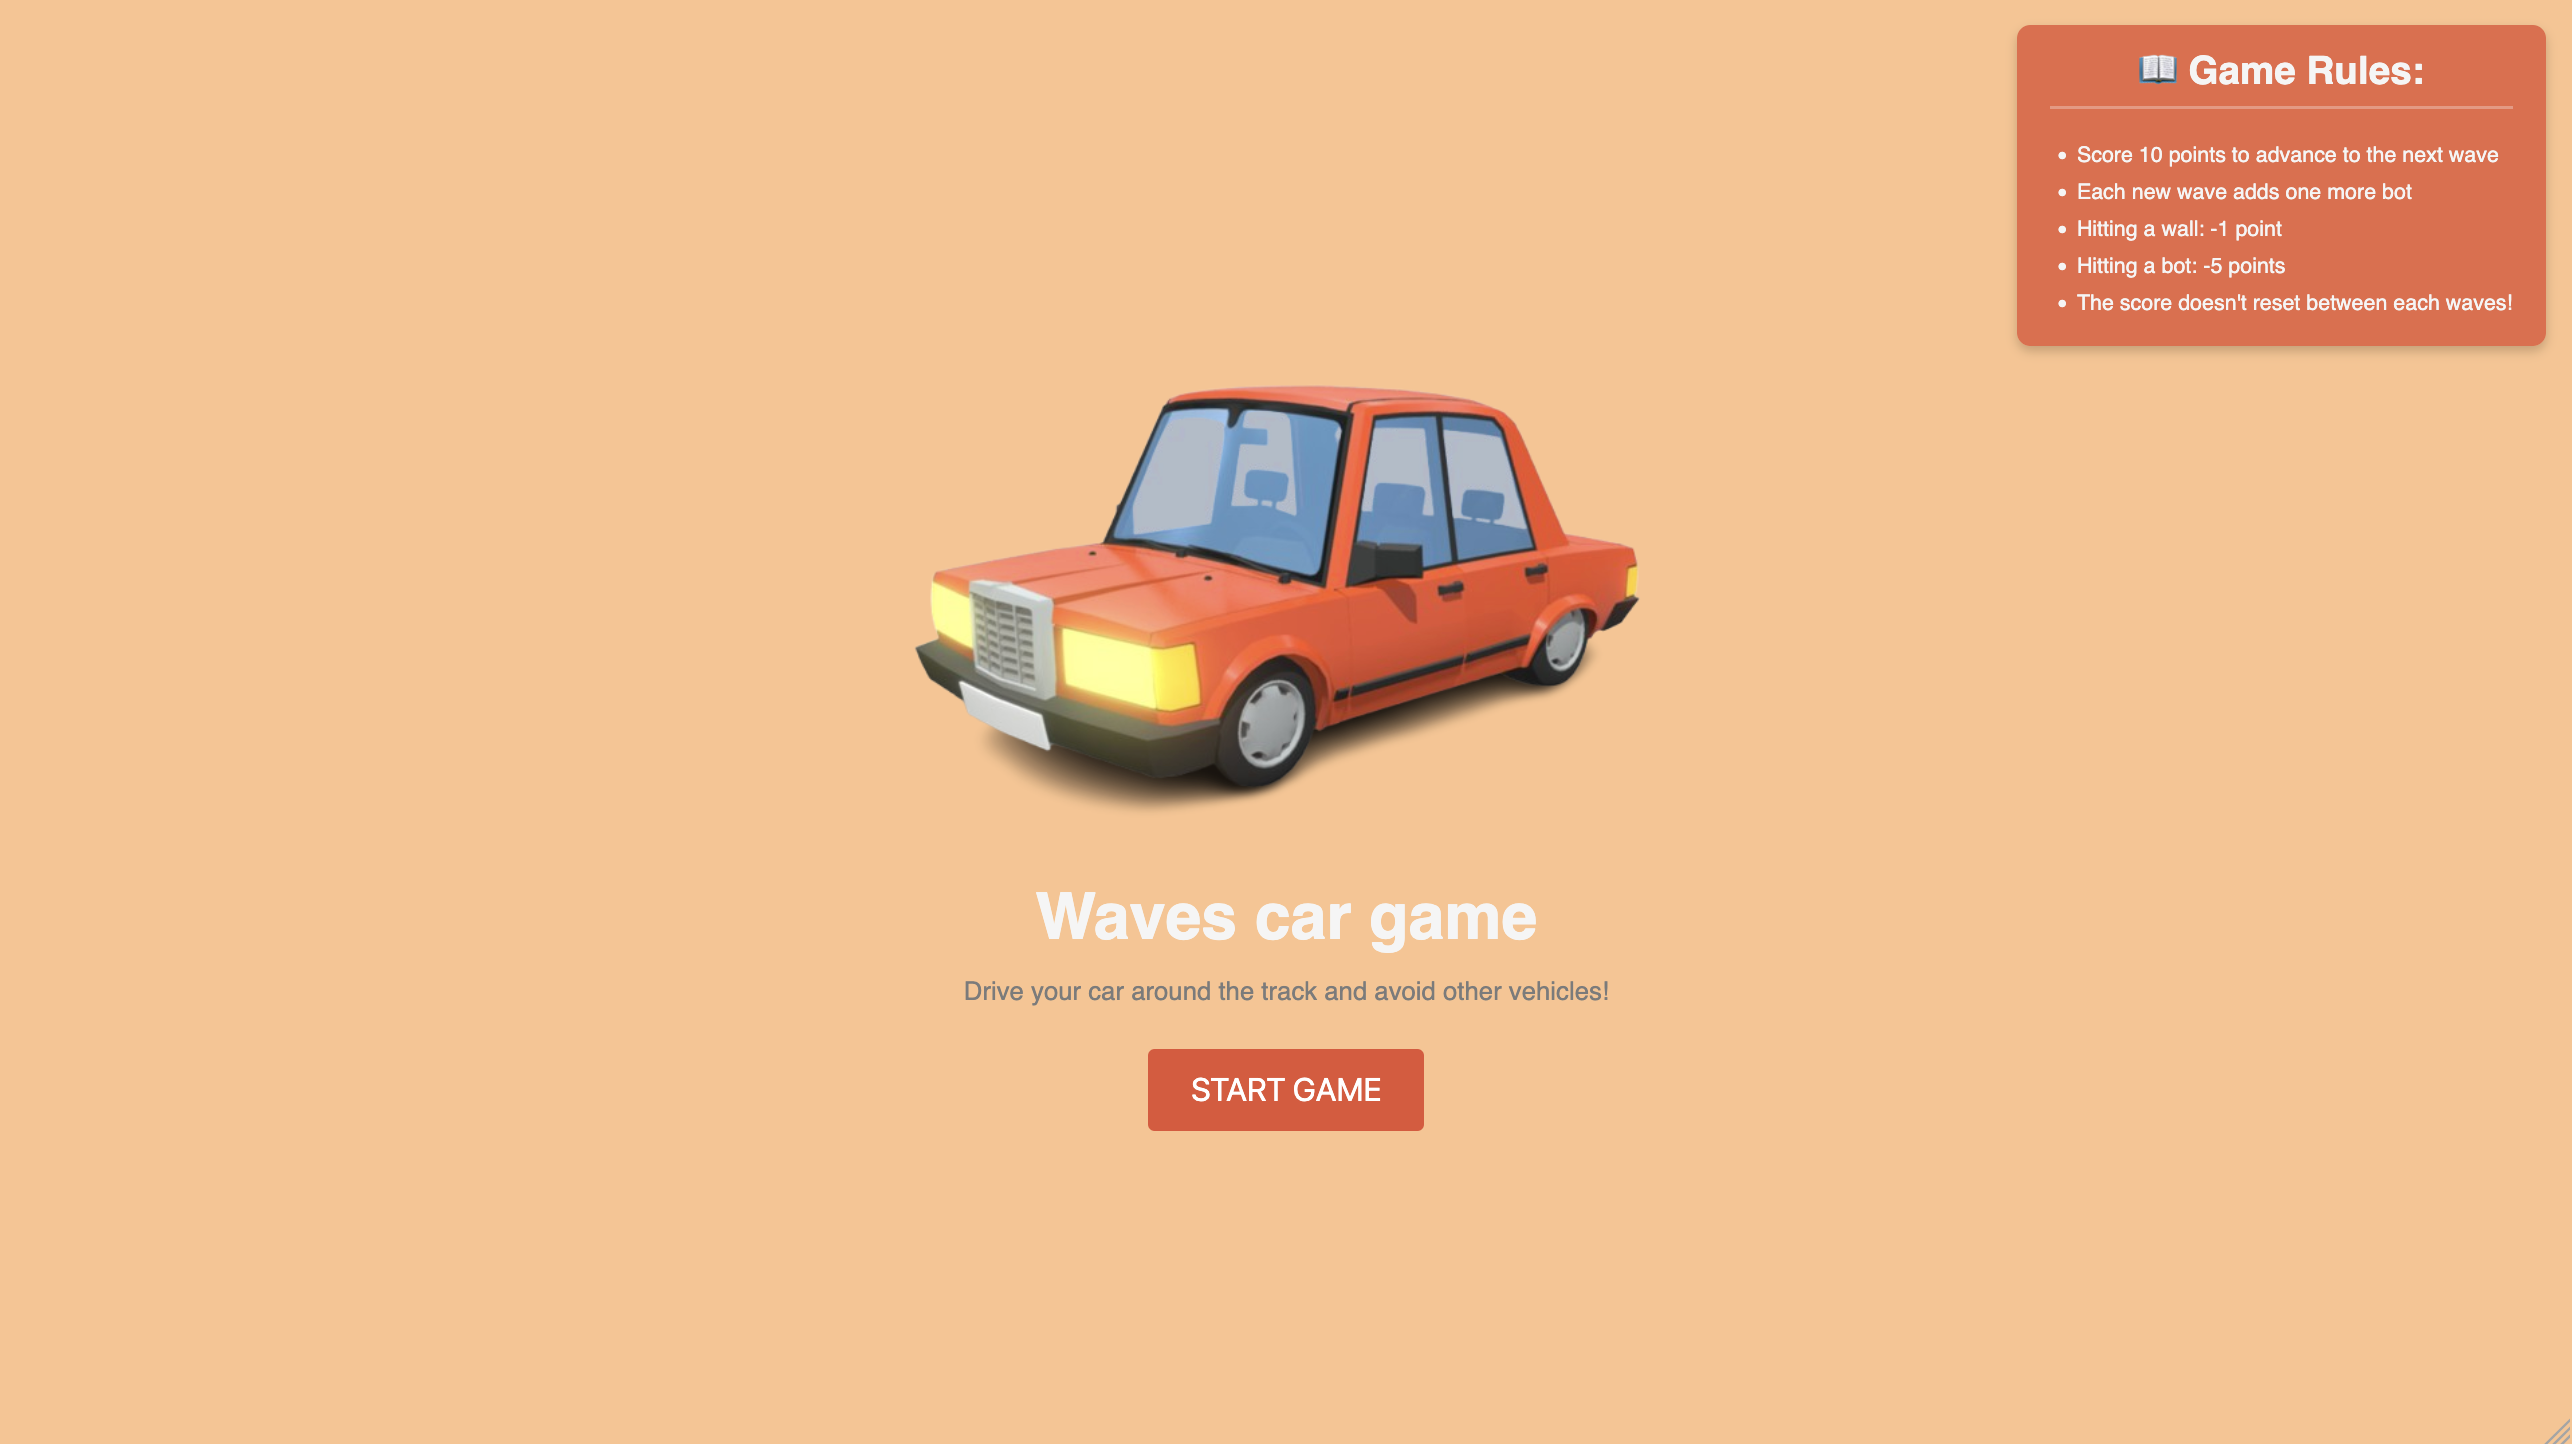 📖 Game Rules:
• Score 10 points to advance to the next wave
• Each new wave adds one more bot
• Hitting a wall: -1 point
• Hitting a bot: -5 points
• The score doesn't reset between each waves!
Waves car game
Drive your car around the track and avoid other vehicles!
START GAME